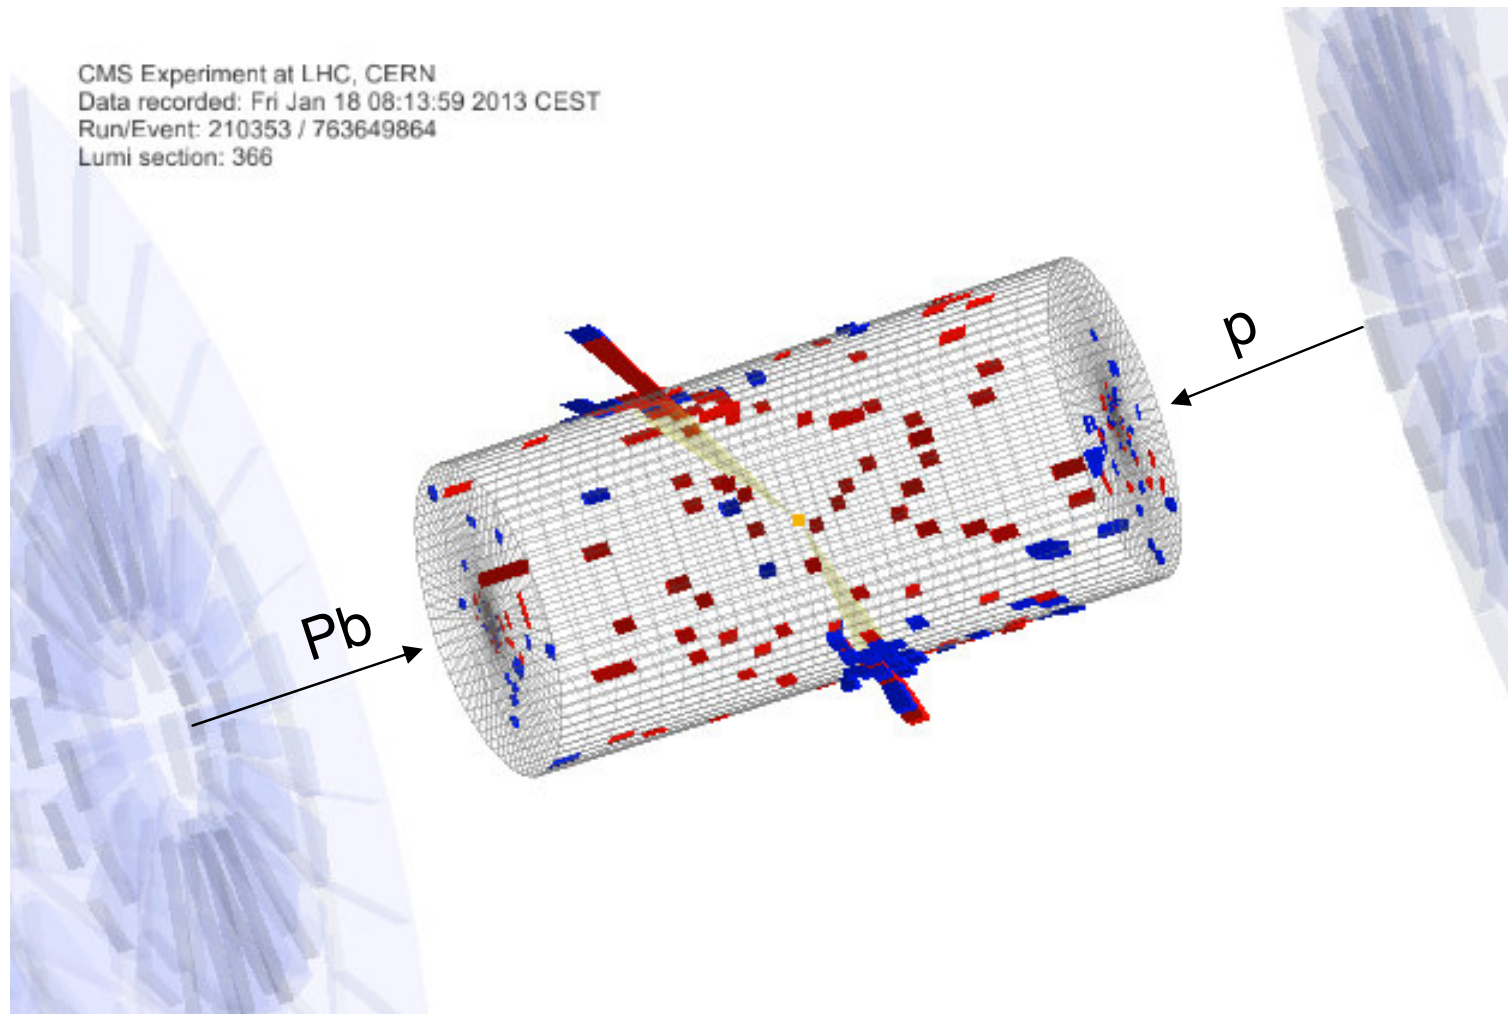 CMS Experiment at LHC, CERN
Data recorded: Fri Jan 18 08:13:59 2013 CEST
Run/Event: 210353 / 763649864
Lumi section: 366
p
Pb